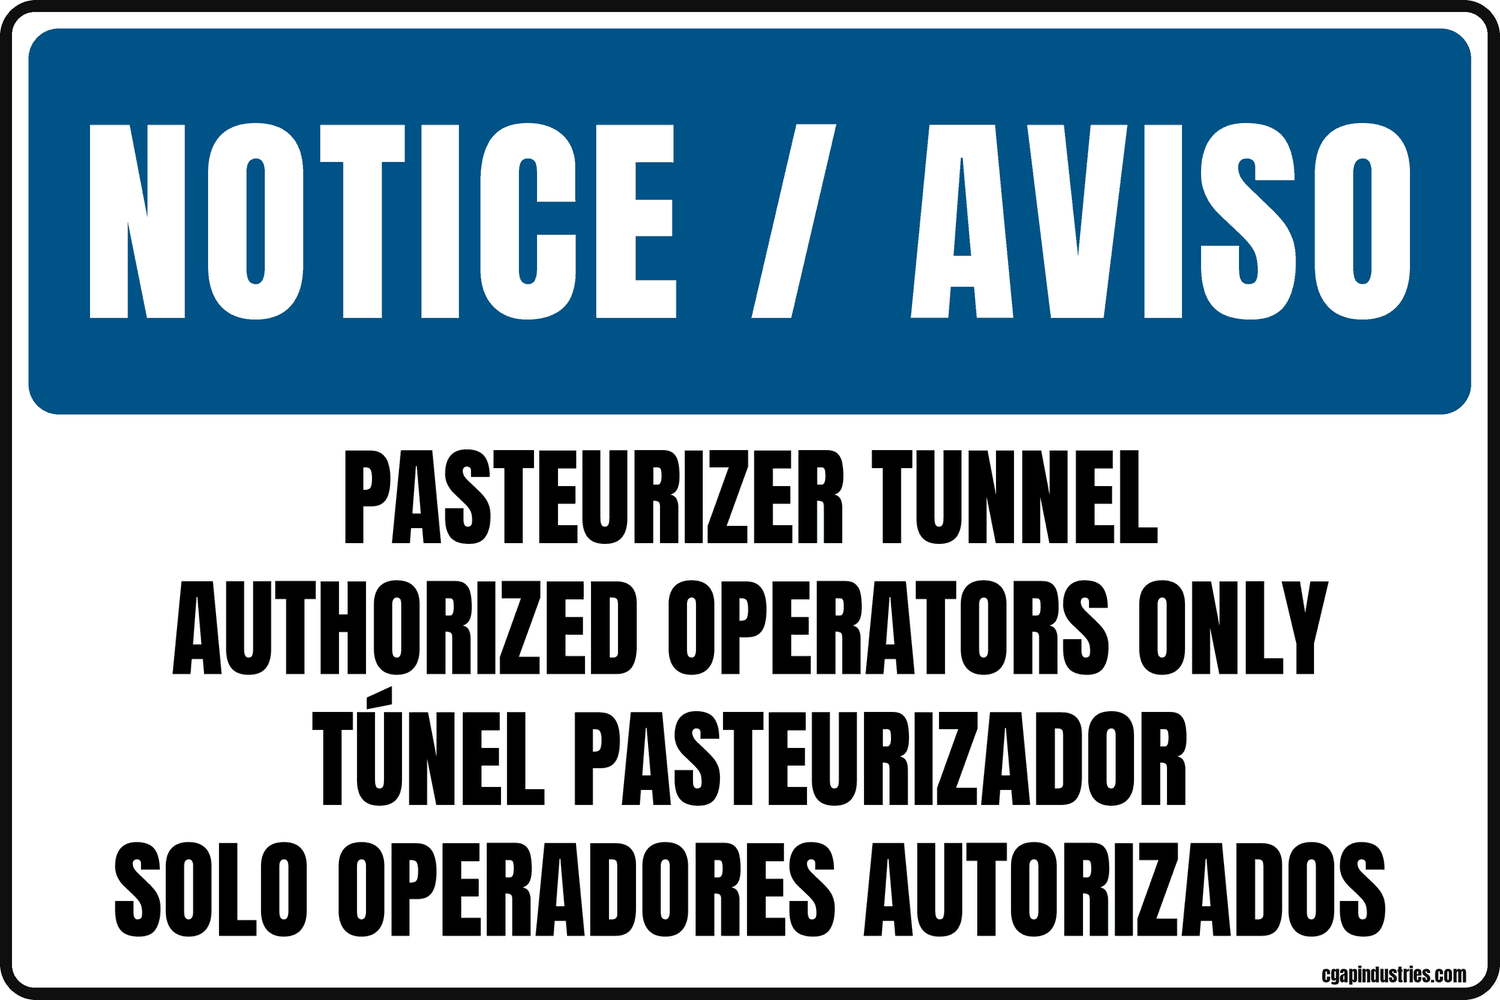 NOTICE / AVISO
PASTEURIZER TUNNEL
AUTHORIZED OPERATORS ONLY
TÚNEL PASTEURIZADOR
SOLO OPERADORES AUTORIZADOS
cgapindustries.com